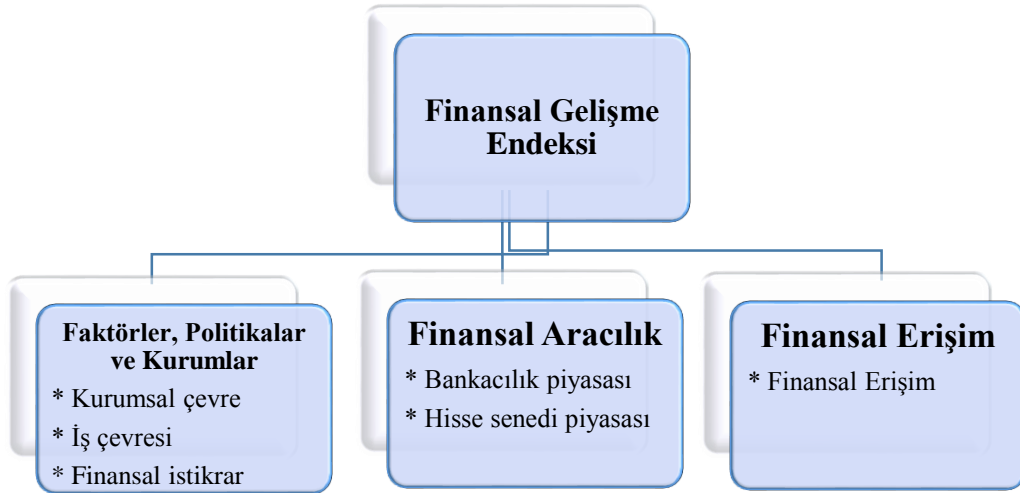 Finansal Gelişme
Endeksi
Faktörler, Politikalar
ve Kurumlar
* Kurumsal çevre
* İş çevresi
* Finansal istikrar
Finansal Aracılık
* Bankacılık piyasası
* Hisse senedi piyasası
Finansal Erişim
* Finansal Erişim